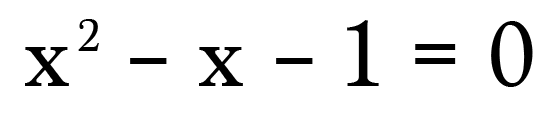 x² − x − 1 = 0